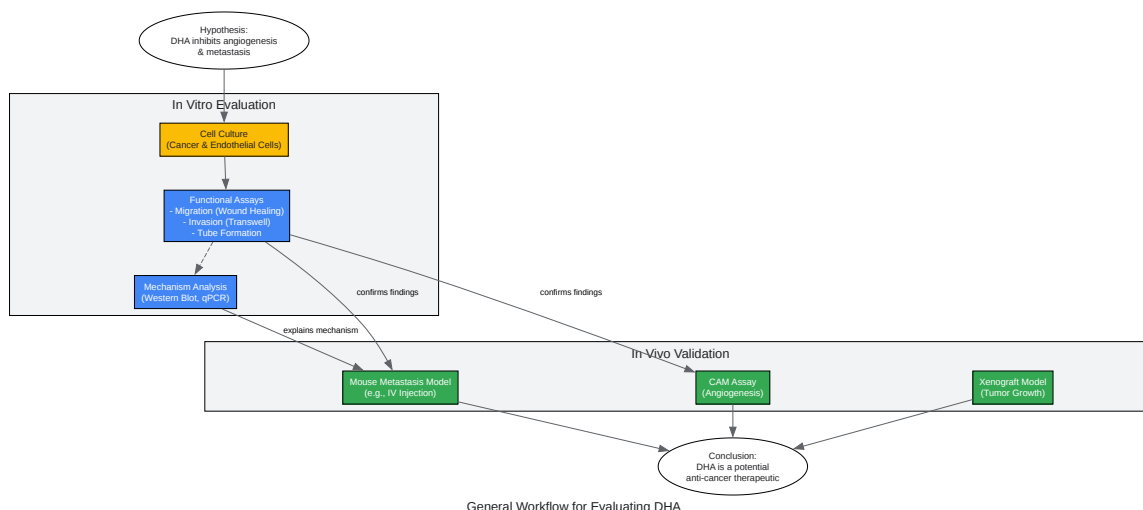 Hypothesis:
DHA inhibits angiogenesis
& metastasis
In Vitro Evaluation
Cell Culture
(Cancer & Endothelial Cells)
Functional Assays
- Migration (Wound Healing)
- Invasion (Transwell)
- Tube Formation
Mechanism Analysis
(Western Blot, qPCR)
confirms findings
confirms findings
explains mechanism
In Vivo Validation
Mouse Metastasis Model
(e.g., IV Injection)
CAM Assay
(Angiogenesis)
Xenograft Model
(Tumor Growth)
Conclusion:
DHA is a potential
anti-cancer therapeutic
General Workflow for Evaluating DHA